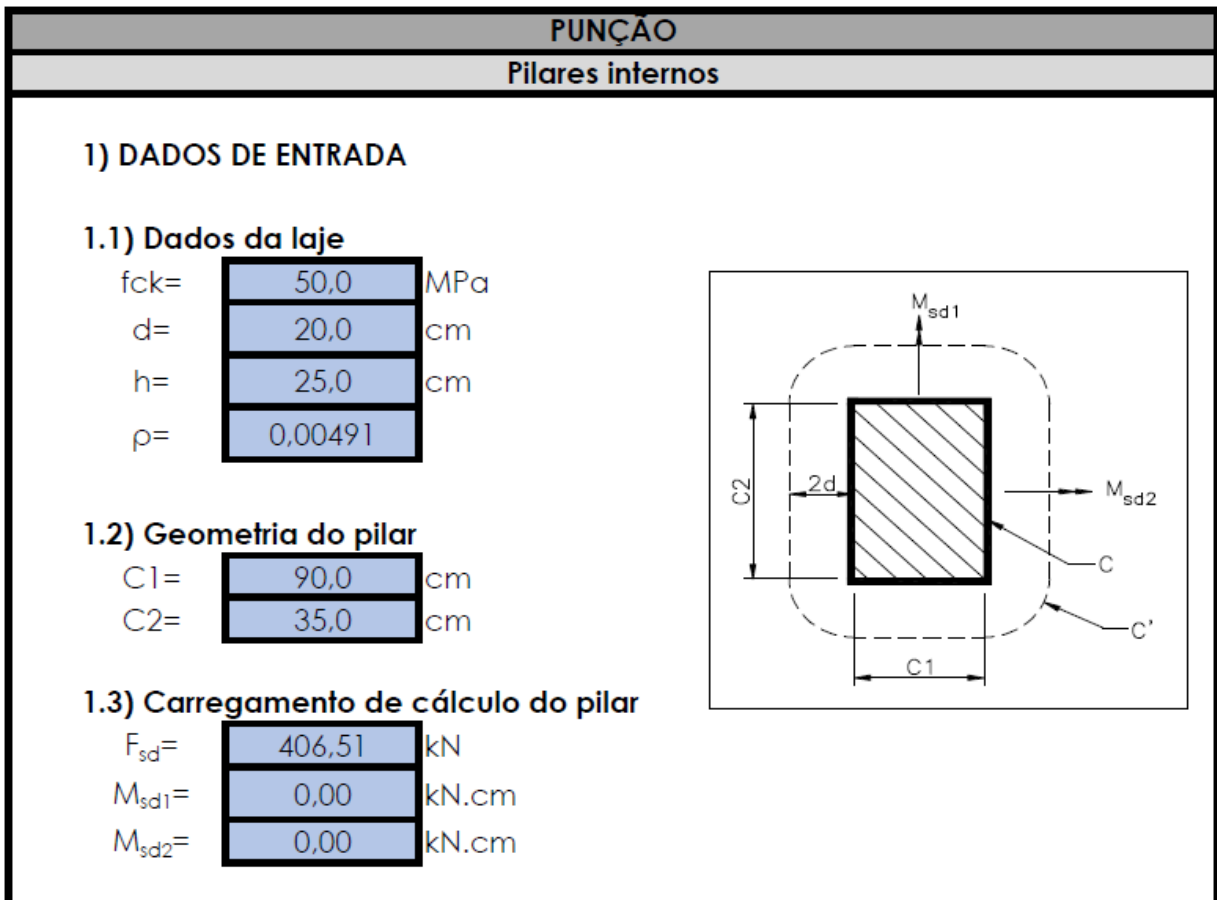 PUNÇÃO
Pilares internos
1) DADOS DE ENTRADA
1.1) Dados da laje
fck= 50,0 MPa
d= 20,0 cm
h= 25,0 cm
ρ= 0,00491
1.2) Geometria do pilar
C1= 90,0 cm
C2= 35,0 cm
1.3) Carregamento de cálculo do pilar
Fsd= 406,51 kN
Msd1= 0,00 kN.cm
Msd2= 0,00 kN.cm
Msd1
C2
2d
Msd2
C
C'
C1